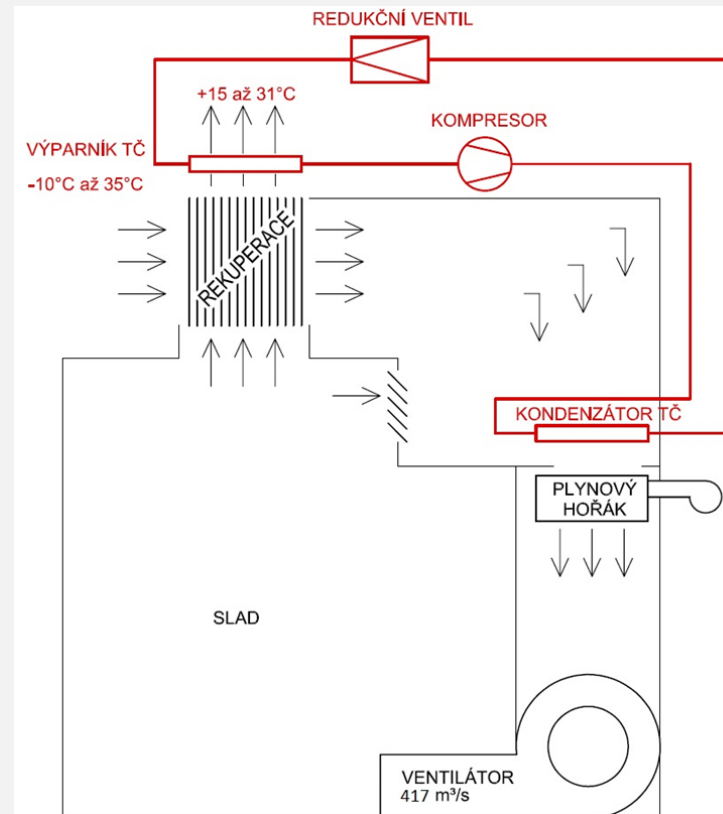 REDUKČNÍ VENTIL
+15 až 31°C
KOMPRESOR
VÝPARNÍK TČ
-10°C až 35°C
REKUPERACE
KONDENZÁTOR TČ
PLYNOVÝ
HOŘÁK
SLAD
VENTILÁTOR
417 m³/s